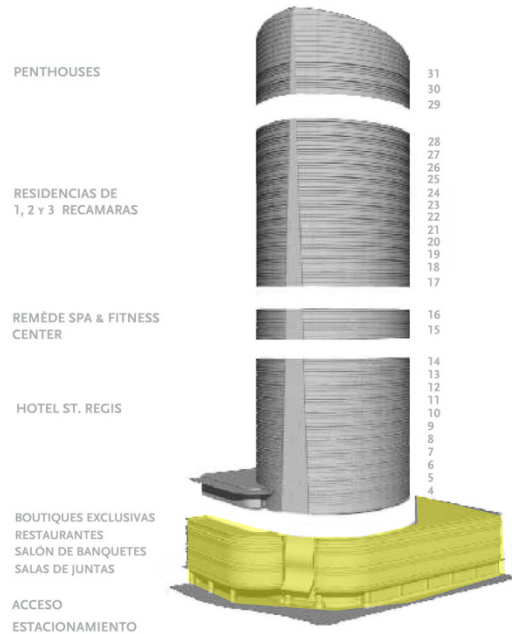 PENTHOUSES
31
30
29
28
27
26
25
RESIDENCIAS DE
1, 2 Y 3 RECAMARAS
24
23
22
21
20
19
18
17
REMÈDE SPA & FITNESS
CENTER
16
15
14
13
12
HOTEL ST. REGIS
11
10
9
8
7
6
5
4
BOUTIQUES EXCLUSIVAS
RESTAURANTES
SALÓN DE BANQUETES
SALAS DE JUNTAS
ACCESO
ESTACIONAMIENTO